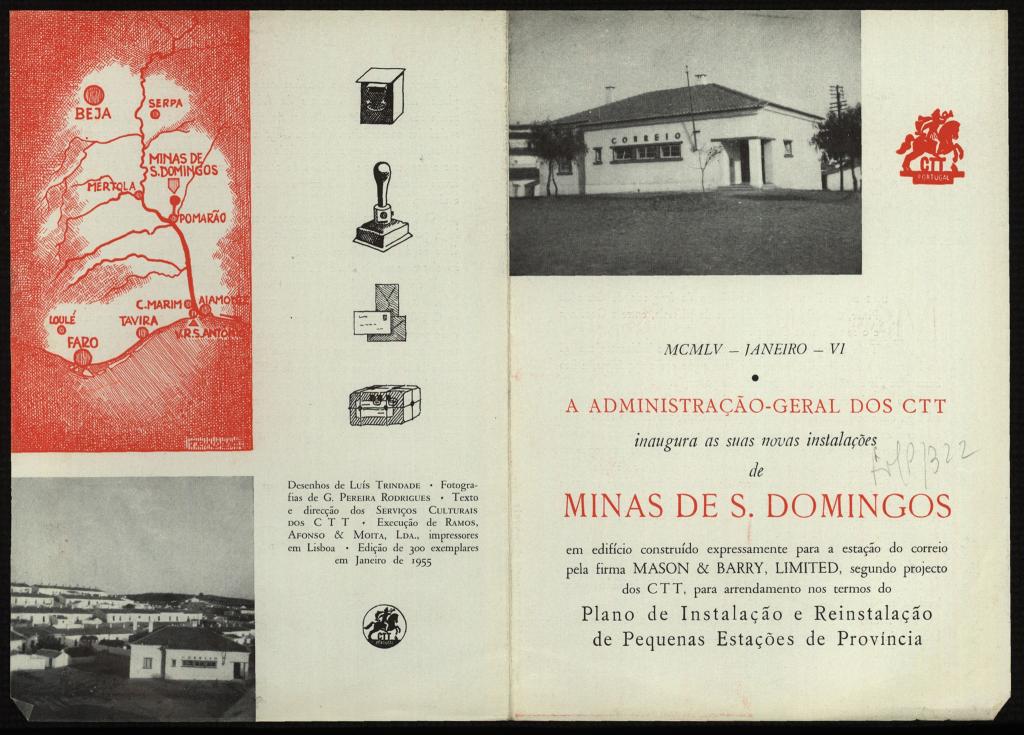 BEJA
SERPA
MINAS DE
S.DOMINGOS
MÉRTOLA
POMARÃO
C.MARIM
AIAMONTE
LOULÉ
TAVIRA
V.R.S.ANTONIO
FARO
Desenhos de LUÍS TRINDADE • Fotogra-
fias de G. PEREIRA RODRIGUES • Texto
e direcção dos SERVIÇOS CULTURAIS
DOS C T T • Execução de RAMOS,
AFONSO & MOITA, LDA., impressores
em Lisboa • Edição de 300 exemplares
em Janeiro de 1955
CTT
CORREIO
CORREIO
CTT
PORTUGAL
MCMLV – JANEIRO – VI
•
A ADMINISTRAÇÃO-GERAL DOS CTT
inaugura as suas novas instalações
de
MINAS DE S. DOMINGOS
em edifício construído expressamente para a estação do correio
pela firma MASON & BARRY, LIMITED, segundo projecto
dos CTT, para arrendamento nos termos do
Plano de Instalação e Reinstalação
de Pequenas Estações de Província